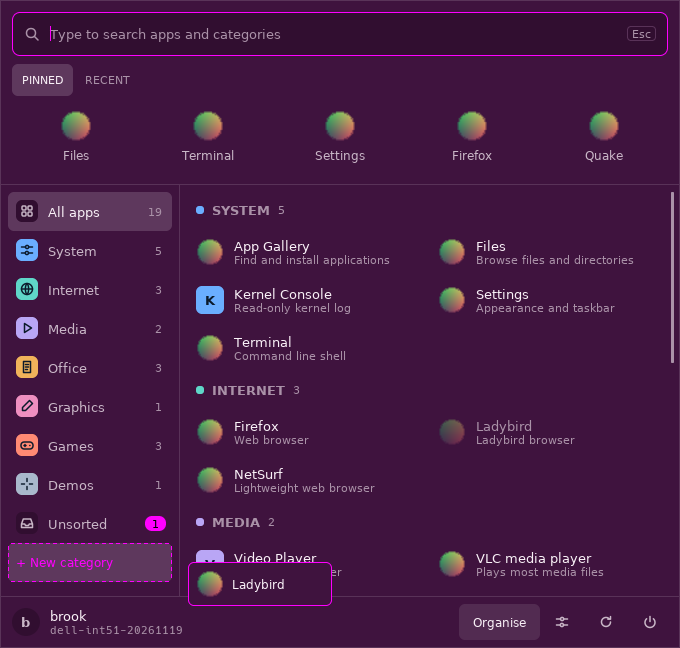 Type to search apps and categories
Esc
PINNED
RECENT
Files
Terminal
Settings
Firefox
Quake
All apps 19
System 5
Internet 3
Media 2
Office 3
Graphics 1
Games 3
Demos 1
Unsorted 1
+ New category
SYSTEM 5
App Gallery
Find and install applications
Files
Browse files and directories
K
Kernel Console
Read-only kernel log
Settings
Appearance and taskbar
Terminal
Command line shell
INTERNET 3
Firefox
Web browser
Ladybird
Ladybird browser
NetSurf
Lightweight web browser
MEDIA 2
Video Player
VLC media player
Plays most media files
Ladybird
b
brook
dell-int51-20261119
Organise